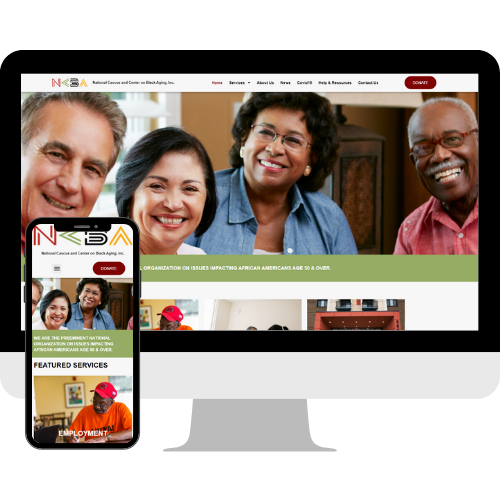 NCBA National Caucus and Center on Black Aging, Inc.
Home Services About Us News Covid19 Help & Resources Contact Us DONATE
ORGANIZATION ON ISSUES IMPACTING AFRICAN AMERICANS AGE 50 & OVER.
NCBA
National Caucus and Center on Black Aging, Inc.
DONATE
WE ARE THE PREEMINENT NATIONAL
ORGANIZATION ON ISSUES IMPACTING
AFRICAN AMERICANS AGE 50 & OVER.
FEATURED SERVICES
EMPLOYMENT